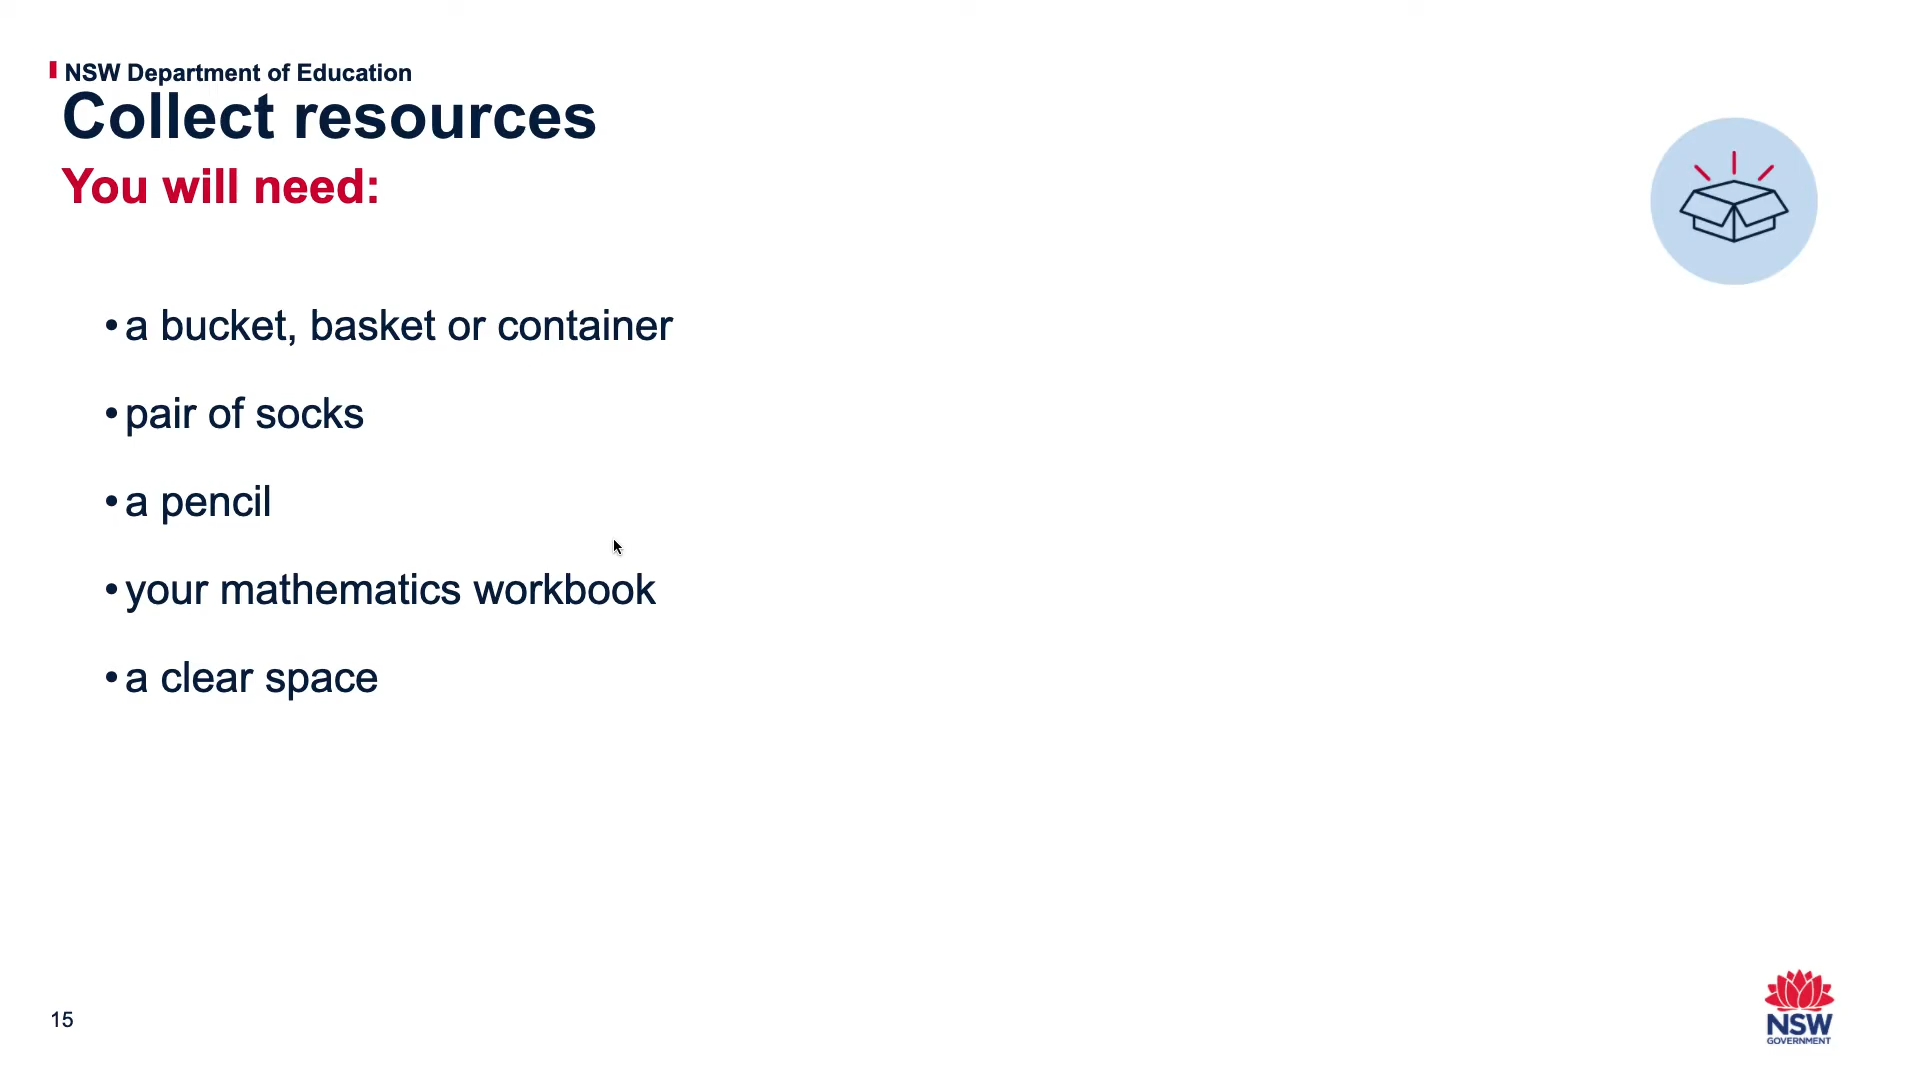 NSW Department of Education
Collect resources
You will need:
• a bucket, basket or container
• pair of socks
• a pencil
• your mathematics workbook
• a clear space
15
NSW
GOVERNMENT